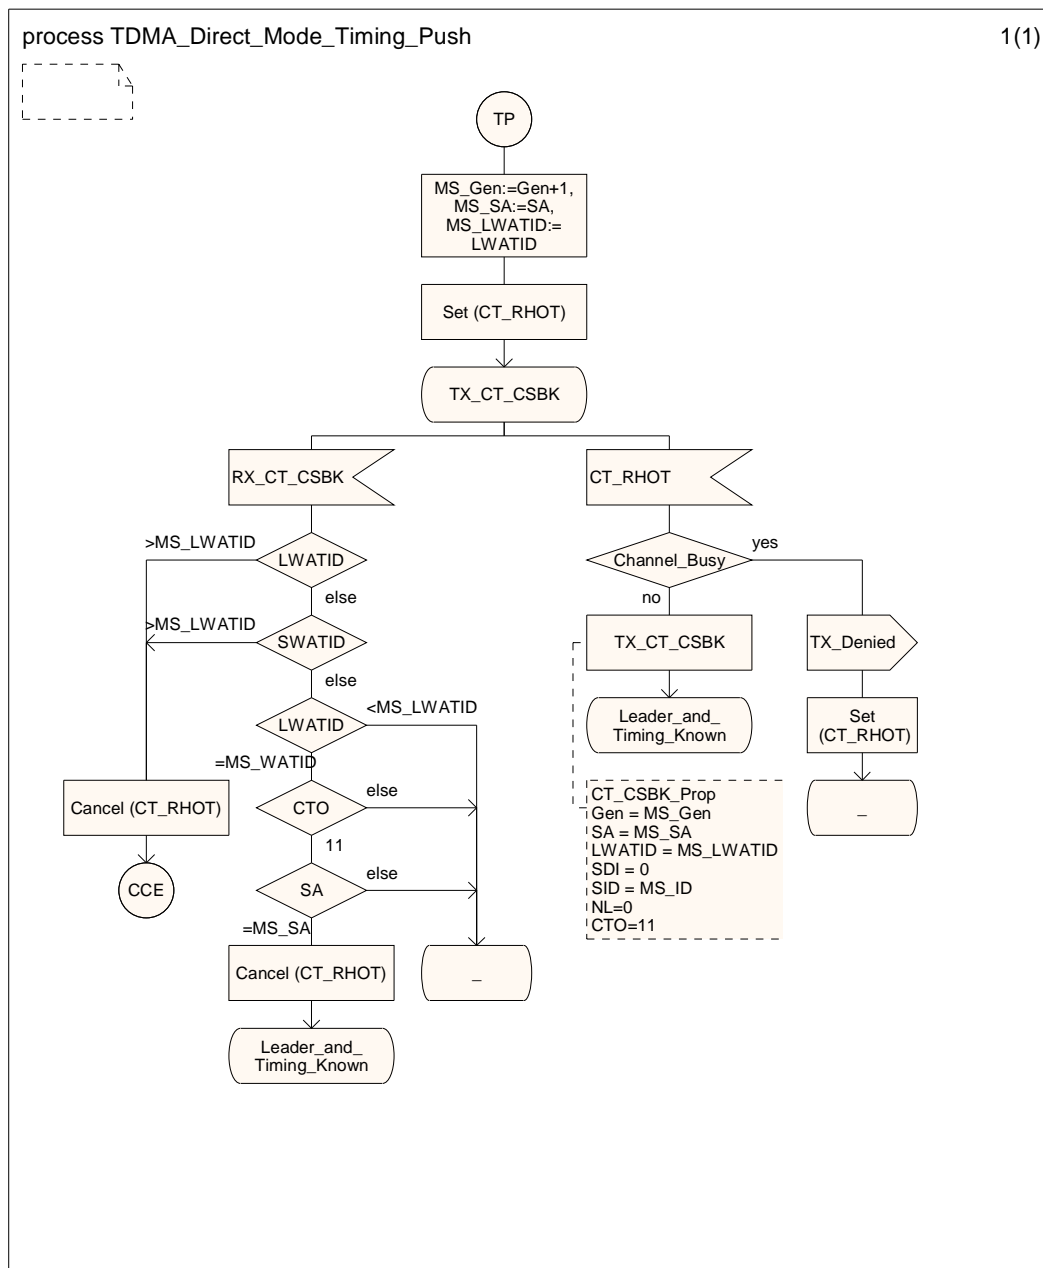 process TDMA_Direct_Mode_Timing_Push
1(1)
TP
MS_Gen:=Gen+1,
MS_SA:=SA,
MS_LWATID:=
LWATID
Set (CT_RHOT)
TX_CT_CSBK
RX_CT_CSBK
CT_RHOT
>MS_LWATID
LWATID
else
Channel_Busy
yes
no
>MS_LWATID
SWATID
else
TX_CT_CSBK
TX_Denied
<MS_LWATID
LWATID
=MS_WATID
Leader_and_
Timing_Known
Set
(CT_RHOT)
Cancel (CT_RHOT)
CTO
else
11
CT_CSBK_Prop
Gen = MS_Gen
SA = MS_SA
LWATID = MS_LWATID
SDI = 0
SID = MS_ID
NL=0
CTO=11
_
CCE
SA
else
=MS_SA
Cancel (CT_RHOT)
_
Leader_and_
Timing_Known